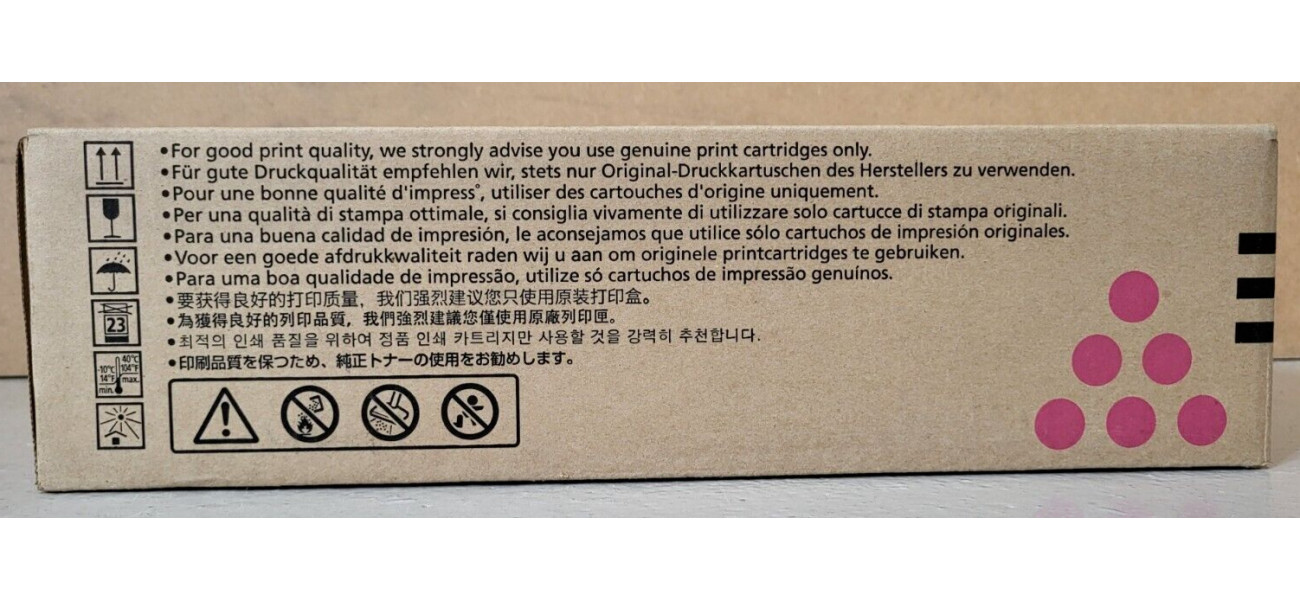 •For good print quality, we strongly advise you use genuine print cartridges only.
•Für gute Druckqualität empfehlen wir, stets nur Original-Druckkartuschen des Herstellers zu verwenden.
•Pour une bonne qualité d'impress°, utiliser des cartouches d'origine uniquement.
•Per una qualità di stampa ottimale, si consiglia vivamente di utilizzare solo cartucce di stampa originali.
•Para una buena calidad de impresión, le aconsejamos que utilice sólo cartuchos de impresión originales.
•Voor een goede afdrukkwaliteit raden wij u aan om originele printcartridges te gebruiken.
•Para uma boa qualidade de impressão, utilize só cartuchos de impressão genuínos.
•要获得良好的打印质量，我们强烈建议您只使用原装打印盒。
•為獲得良好的列印品質，我們強烈建議您僅使用原廠列印匣。
•최적의 인쇄 품질을 위하여 정품 인쇄 카트리지만 사용할 것을 강력히 추천합니다.
•印刷品質を保つため、純正トナーの使用をお勧めします。
23
40℃
-10℃ 104°F
14°F max.
min.